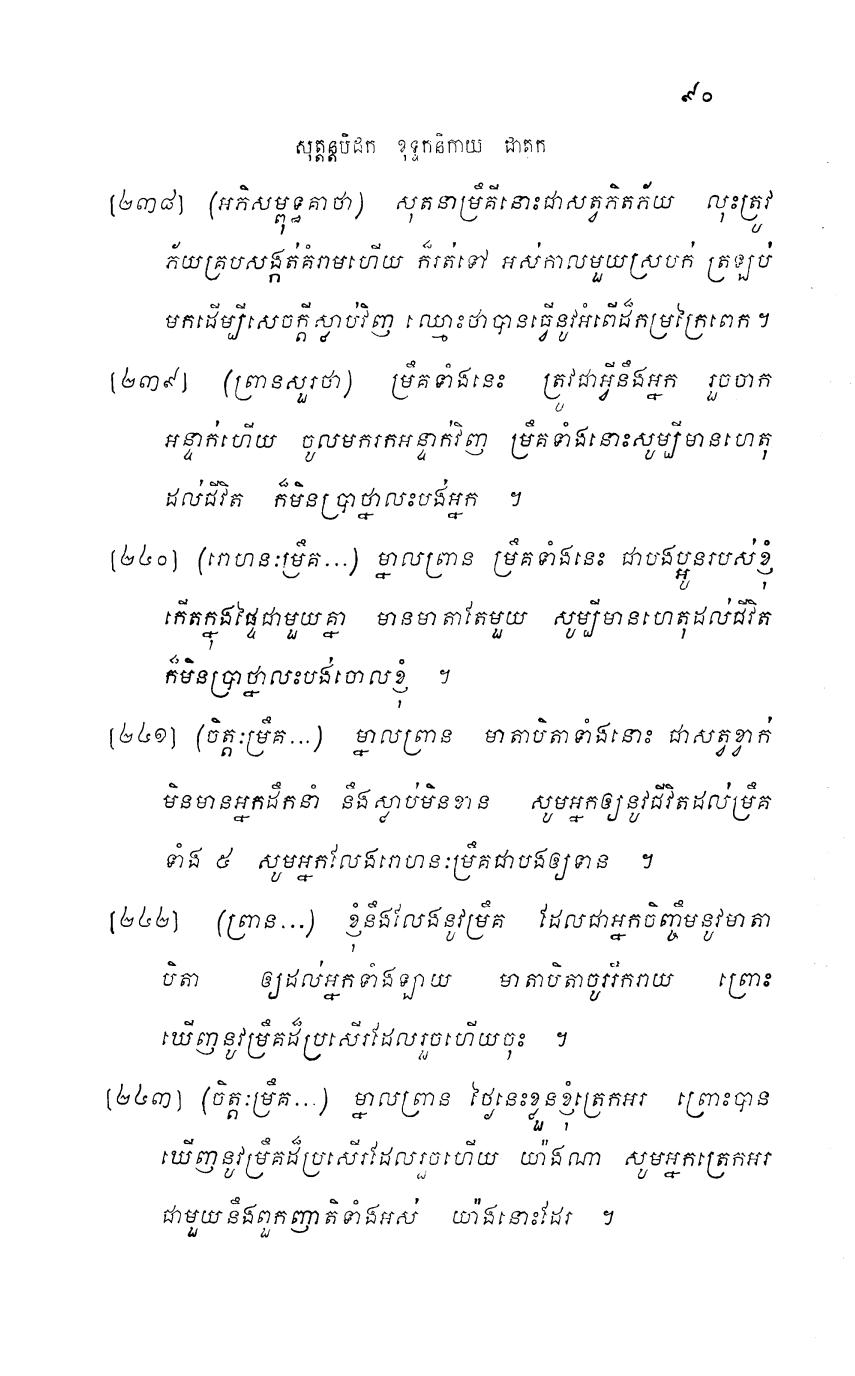 ៩០
សុត្តន្តបិដក ខុទ្ទកនិកាយ ជាតក
[២៣៨] (អភិសម្ពុទ្ធគាថា) សុតនាម្រឹគីនោះជាសត្វភិតភ័យ លុះត្រូវ
ភ័យគ្របសង្កត់គំរាមហើយ ក៏រត់ទៅ អស់កាលមួយស្របក់ ត្រឡប់
មកដើម្បីសេចក្តីស្លាប់វិញ ឈ្មោះថាបានធ្វើនូវអំពើដ៏កម្រក្រៃពេក ។
[២៣៩] (ព្រានសួរថា) ម្រឹគទាំងនេះ ត្រូវជាអ្វីនឹងអ្នក រួចចាក
អន្ទាក់ហើយ ចូលមករកអន្ទាក់វិញ ម្រឹគទាំងនោះសូម្បីមានហេតុ
ដល់ជីវិត ក៏មិនប្រាថ្នាលះបង់អ្នក ។
[២៤០] (រោហនៈម្រឹគ...) ម្នាលព្រាន ម្រឹគទាំងនេះ ជាបងប្អូនរបស់ខ្ញុំ
កើតក្នុងផ្ទៃជាមួយគ្នា មានមាតាតែមួយ សូម្បីមានហេតុដល់ជីវិត
ក៏មិនប្រាថ្នាលះបង់ចោលខ្ញុំ ។
[២៤១] (ចិត្តៈម្រឹគ...) ម្នាលព្រាន មាតាបិតាទាំងនោះ ជាសត្វខ្វាក់
មិនមានអ្នកដឹកនាំ នឹងស្លាប់មិនខាន សូមអ្នកឲ្យនូវជីវិតដល់ម្រឹគ
ទាំង ៥ សូមអ្នកលែងរោហនៈម្រឹគជាបងឲ្យទាន ។
[២៤២] (ព្រាន...) ខ្ញុំនឹងលែងនូវម្រឹគ ដែលជាអ្នកចិញ្ចឹមនូវមាតា
បិតា ឲ្យដល់អ្នកទាំងឡាយ មាតាបិតាចូររីករាយ ព្រោះ
ឃើញនូវម្រឹគដ៏ប្រសើរដែលរួចហើយចុះ ។
[២៤៣] (ចិត្តៈម្រឹគ...) ម្នាលព្រាន ថ្ងៃនេះខ្លួនខ្ញុំត្រេកអរ ព្រោះបាន
ឃើញនូវម្រឹគដ៏ប្រសើរដែលរួចហើយ យ៉ាងណា សូមអ្នកត្រេកអរ
ជាមួយនឹងពួកញាតិទាំងអស់ យ៉ាងនោះដែរ ។